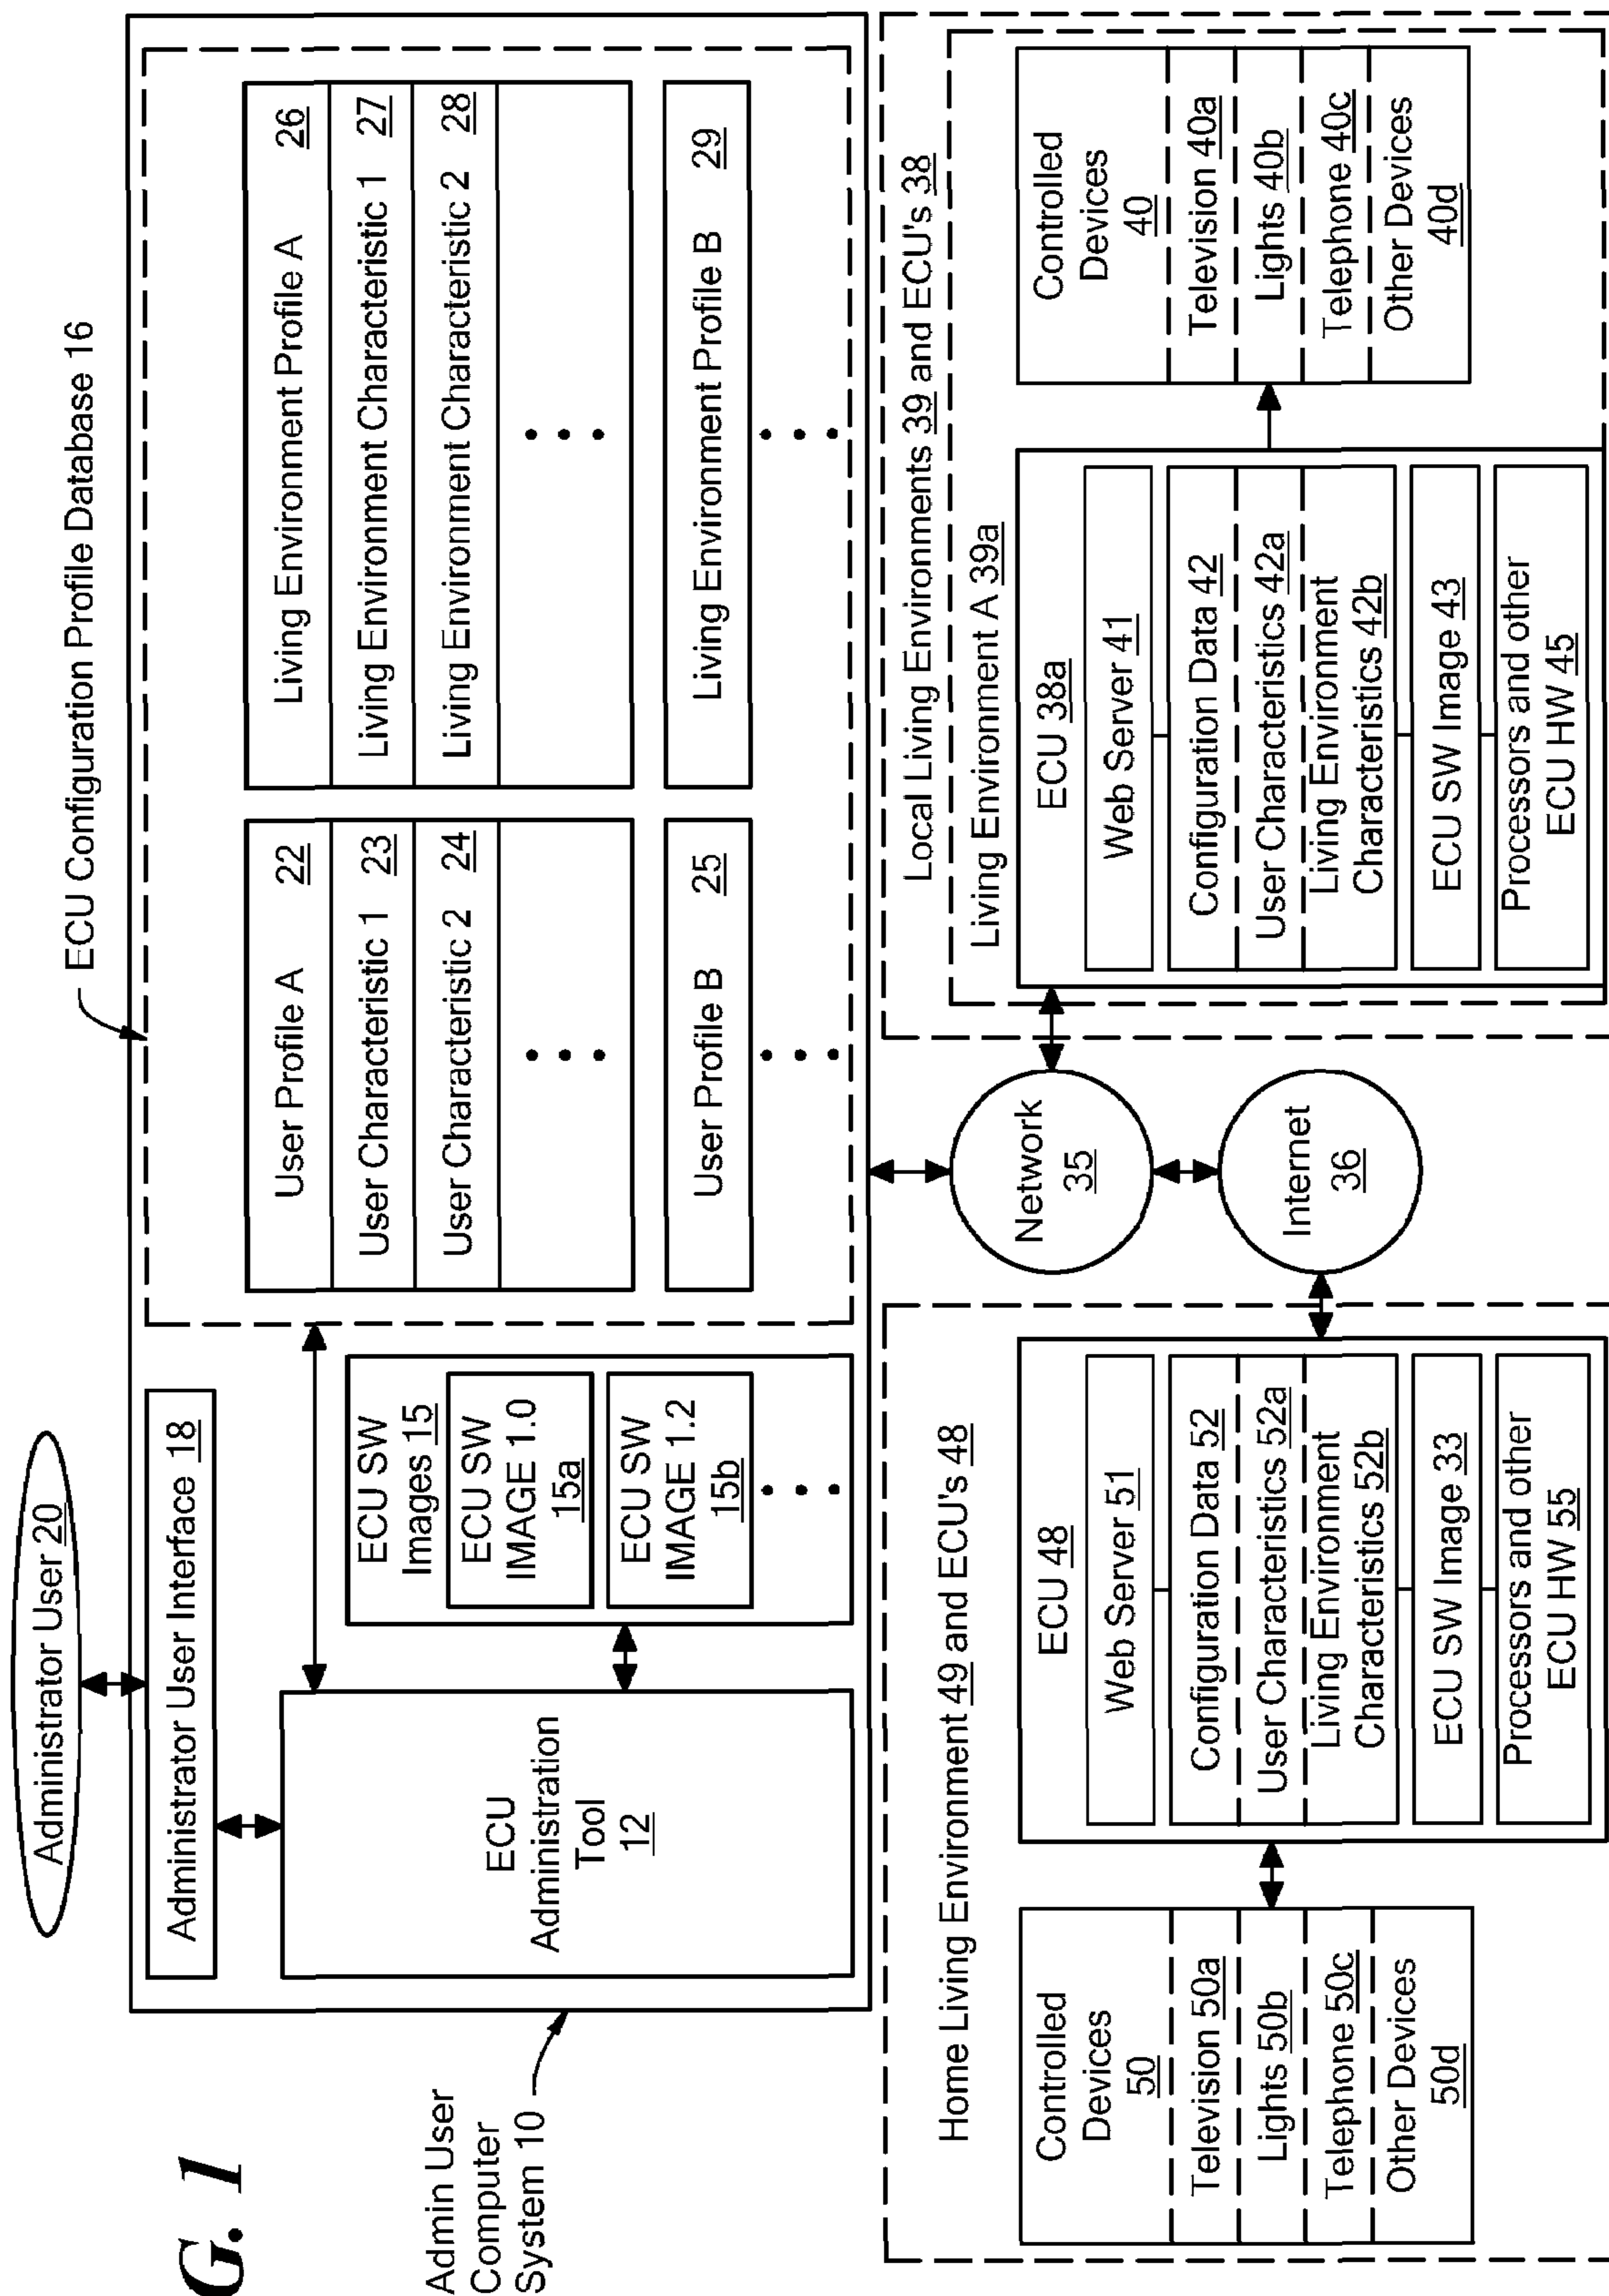 G. 1
Administrator User 20
Administrator User Interface 18
Admin User
Computer
System 10
ECU
Administration
Tool
12
ECU SW
Images 15
ECU SW
IMAGE 1.0
15a
ECU SW
IMAGE 1.2
15b
ECU Configuration Profile Database 16
User Profile A 22
User Characteristic 1 23
User Characteristic 2 24
User Profile B 25
Living Environment Profile A 26
Living Environment Characteristic 1 27
Living Environment Characteristic 2 28
Living Environment Profile B 29
Home Living Environment 49 and ECU's 48
Controlled
Devices
50
Television 50a
Lights 50b
Telephone 50c
Other Devices
50d
ECU 48
Web Server 51
Configuration Data 52
User Characteristics 52a
Living Environment
Characteristics 52b
ECU SW Image 33
Processors and other
ECU HW 55
Network
35
Internet
36
Local Living Environments 39 and ECU's 38
Living Environment A 39a
ECU 38a
Web Server 41
Configuration Data 42
User Characteristics 42a
Living Environment
Characteristics 42b
ECU SW Image 43
Processors and other
ECU HW 45
Controlled
Devices
40
Television 40a
Lights 40b
Telephone 40c
Other Devices
40d